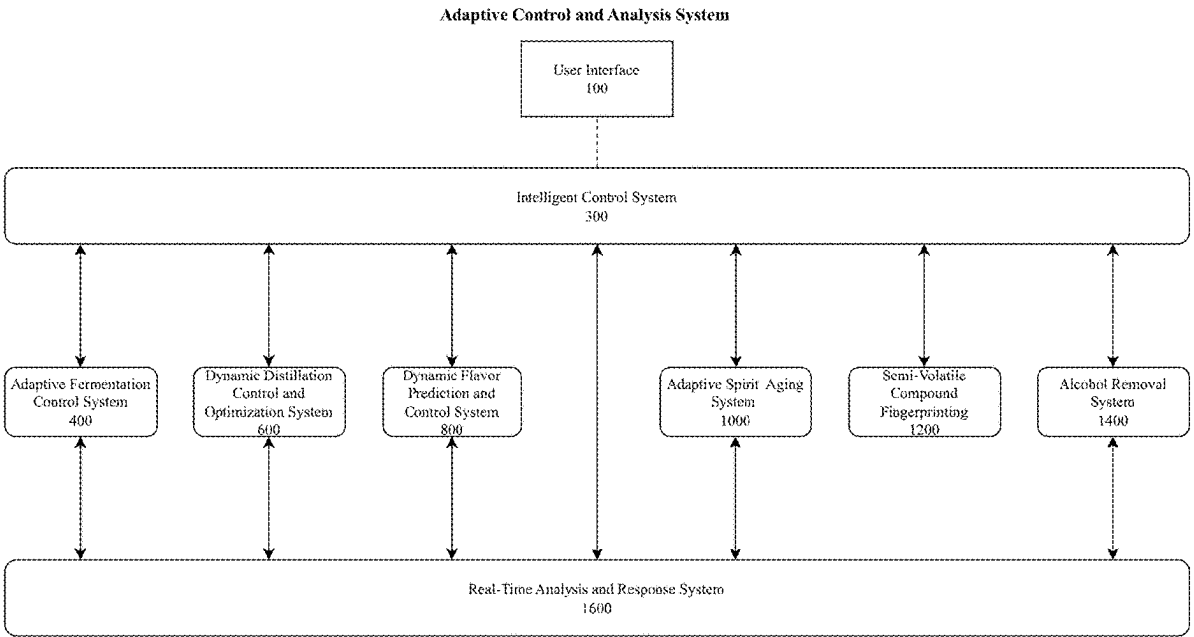 Adaptive Control and Analysis System
User Interface
100
Intelligent Control System
300
Adaptive Fermentation
Control System
400
Dynamic Distillation
Control and
Optimization System
600
Dynamic Flavor
Prediction and
Control System
800
Adaptive Spirit Aging
System
1000
Semi-Volatile
Compound
Fingerprinting
1200
Alcohol Removal
System
1400
Real-Time Analysis and Response System
1600